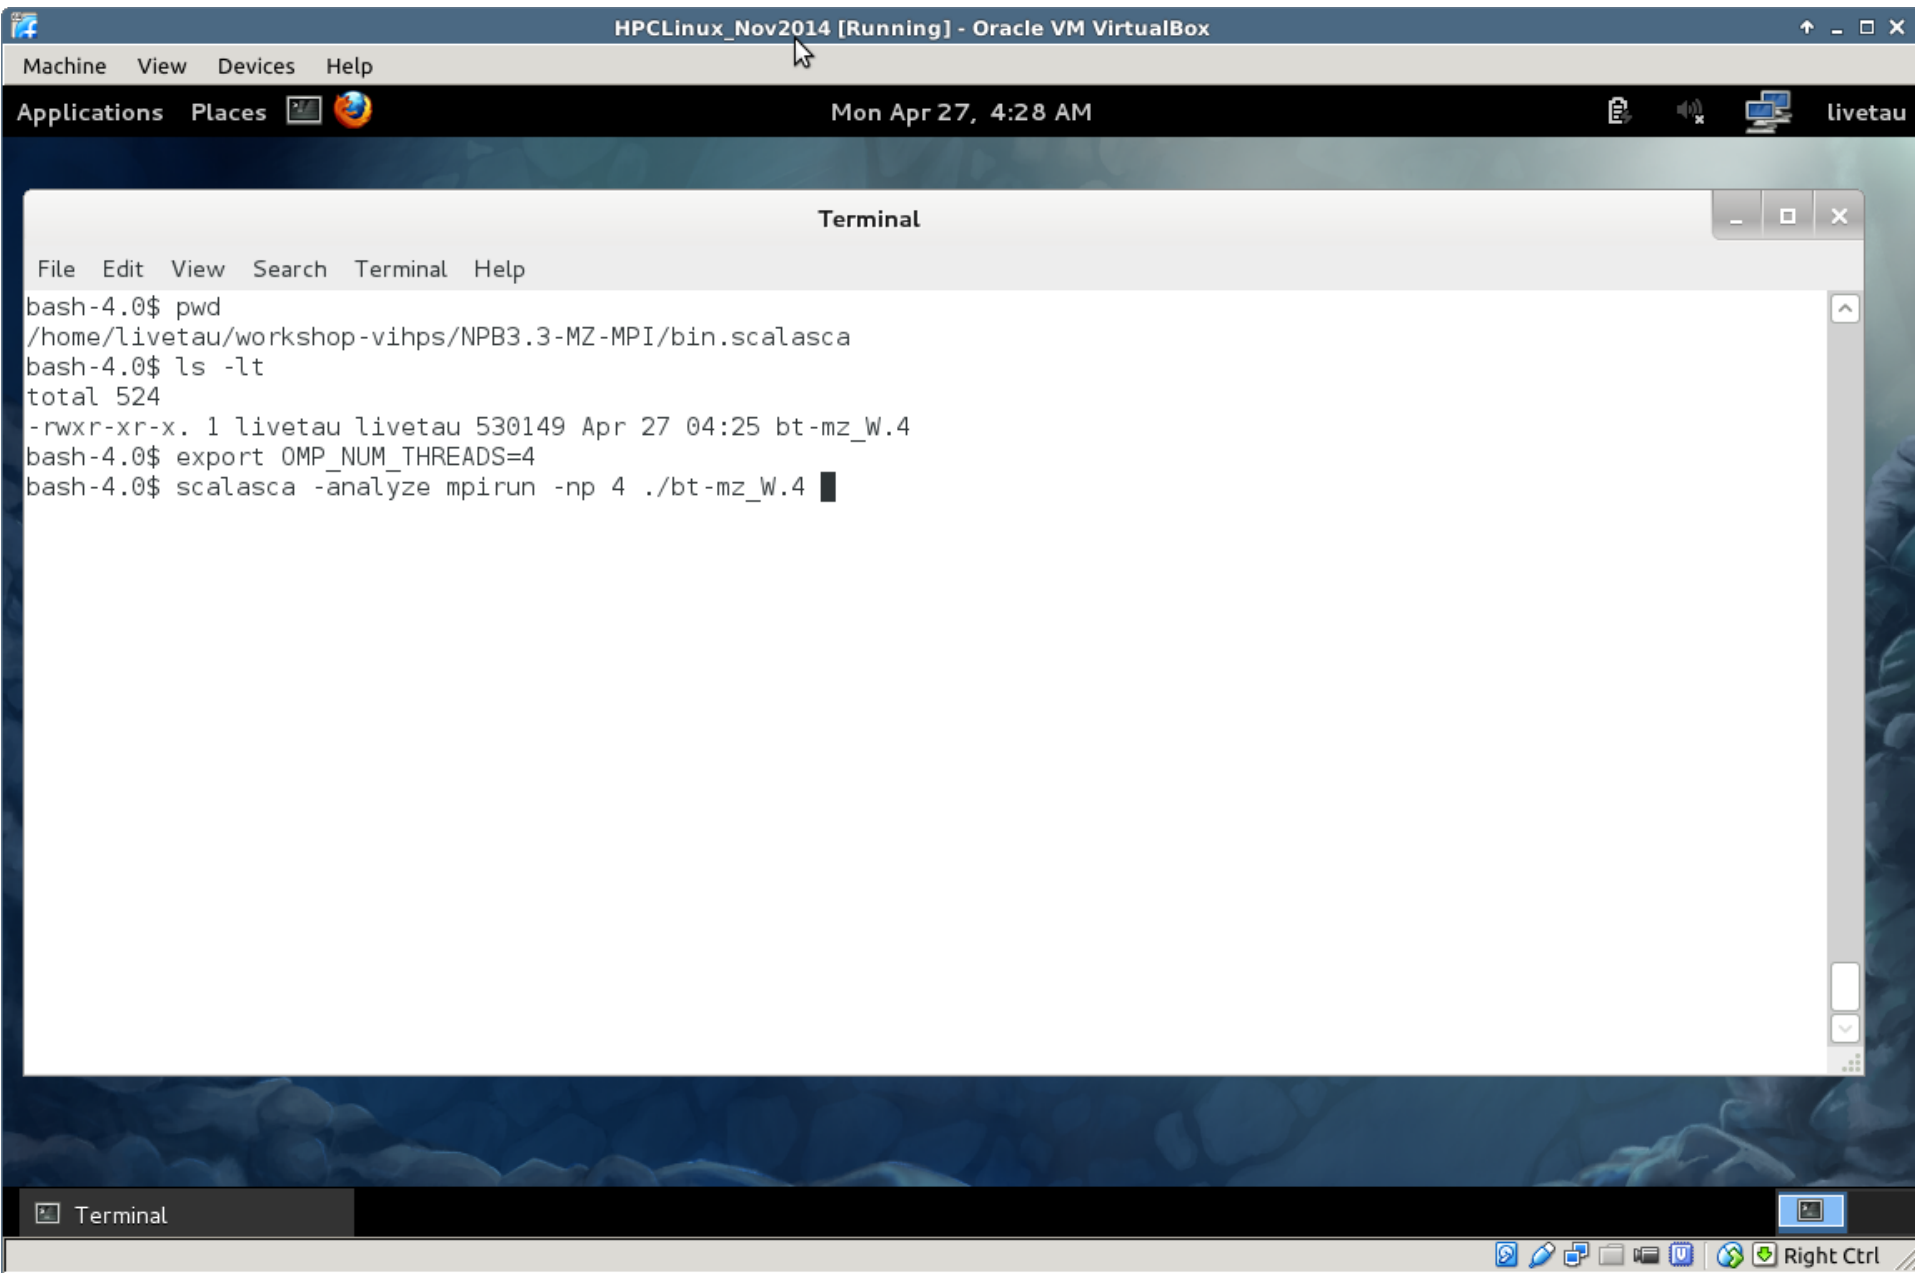 HPCLinux_Nov2014 [Running] - Oracle VM VirtualBox
Machine View Devices Help
Applications Places Mon Apr 27, 4:28 AM livetau
Terminal
File Edit View Search Terminal Help
bash-4.0$ pwd
/home/livetau/workshop-vihps/NPB3.3-MZ-MPI/bin.scalasca
bash-4.0$ ls -lt
total 524
-rwxr-xr-x. 1 livetau livetau 530149 Apr 27 04:25 bt-mz_W.4
bash-4.0$ export OMP_NUM_THREADS=4
bash-4.0$ scalasca -analyze mpirun -np 4 ./bt-mz_W.4
Terminal
Right Ctrl